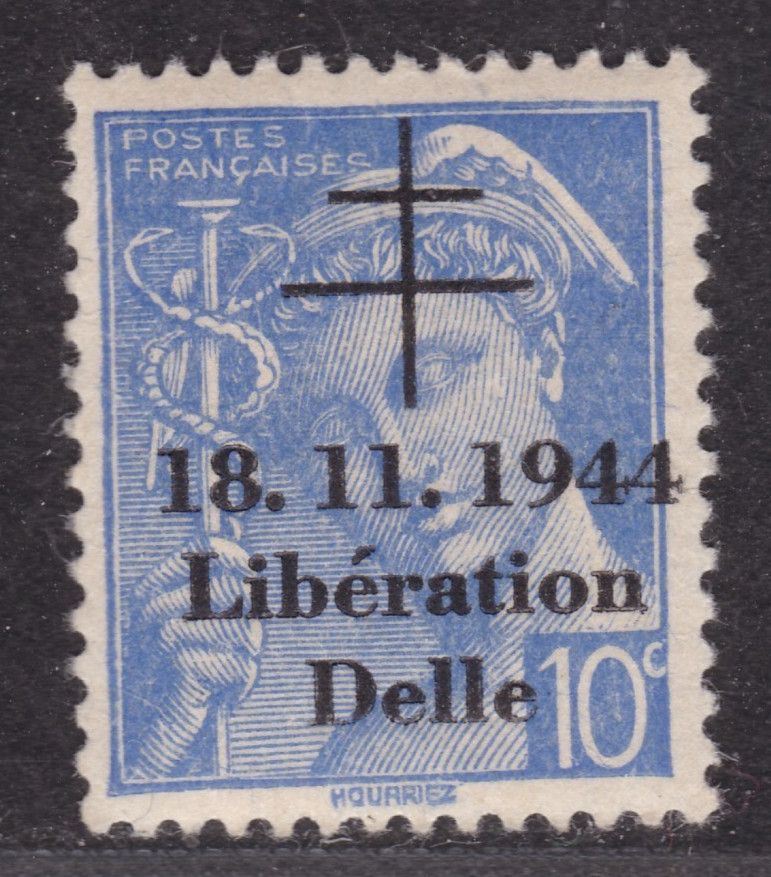 POSTES
FRANÇAISES
18. 11. 1944
Libération
Delle
10c
HOURRIEZ